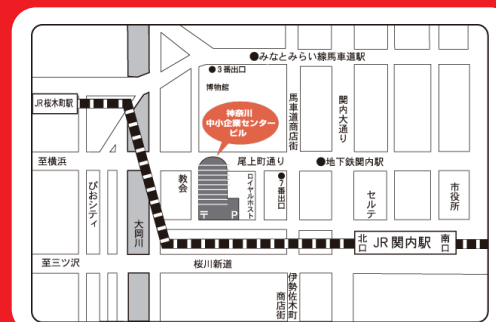 ●みなとみらい線馬車道駅
●3番出口
博物館
JR桜木町駅
神奈川
中小企業センター
ビル
馬車道商店街
関内大通り
至横浜
尾上町通り
●地下鉄関内駅
ぴおシティ
大岡川
教会
〒
P
ロイヤルホスト
●7番出口
セルテ
市役所
北口
JR関内駅
南口
至三ツ沢
桜川新道
伊勢佐木町
商店街